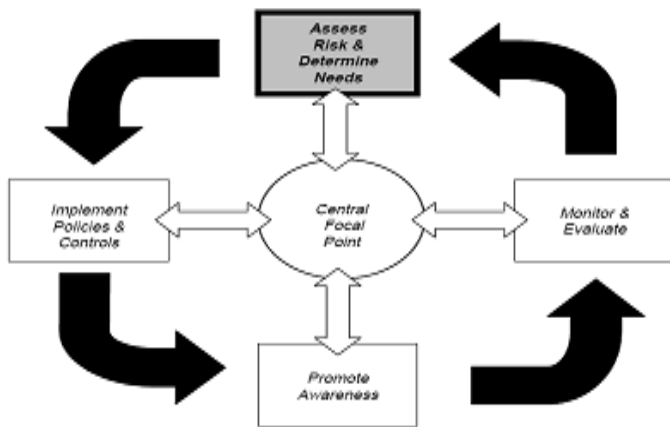 Assess
Risk &
Determine
Needs
Implement
Policies &
Controls
Central
Focal
Point
Monitor &
Evaluate
Promote
Awareness